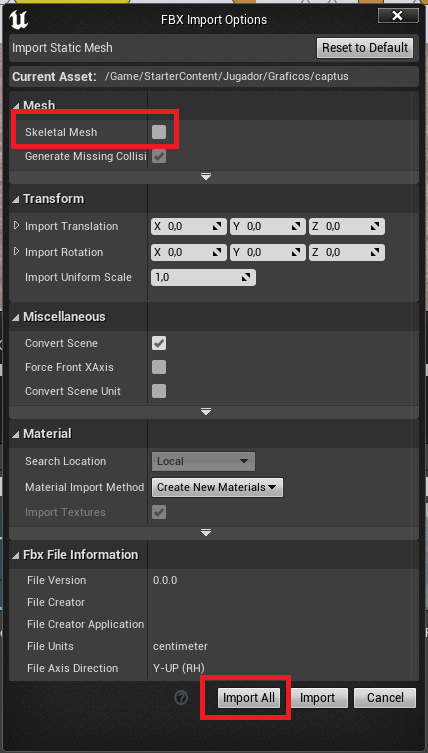 FBX Import Options
Import Static Mesh Reset to Default
Current Asset: /Game/StarterContent/Jugador/Graficos/captus
Mesh
Skeletal Mesh
Generate Missing Collisi
Transform
Import Translation X 0,0 Y 0,0 Z 0,0
Import Rotation X 0,0 Y 0,0 Z 0,0
Import Uniform Scale 1,0
Miscellaneous
Convert Scene
Force Front XAxis
Convert Scene Unit
Material
Search Location Local
Material Import Method Create New Materials
Import Textures
Fbx File Information
File Version 0.0.0
File Creator
File Creator Application
File Units centimeter
File Axis Direction Y-UP (RH)
? Import All Import Cancel